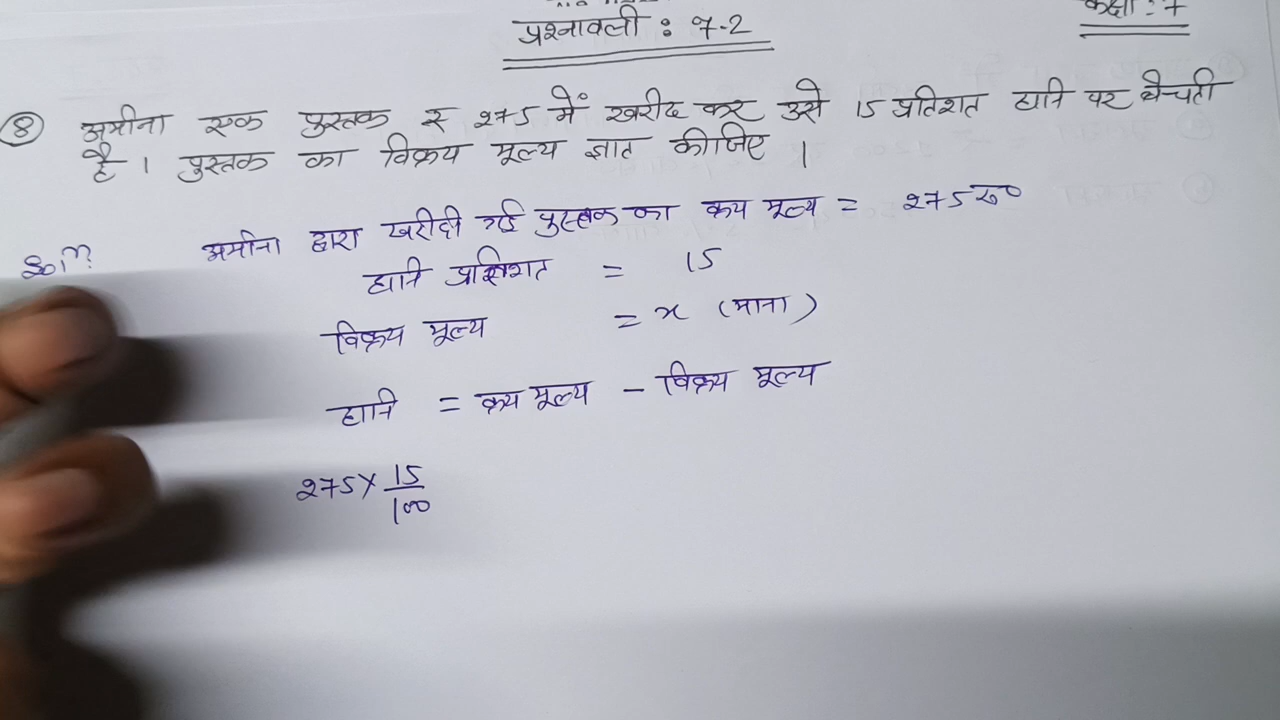 प्रश्नावली : 7.2
कक्षा : 7
⑧ अमीना एक पुस्तक ₹ 275 में खरीद कर उसे 15 प्रतिशत हानि पर बेचती
है । पुस्तक का विक्रय मूल्य ज्ञात कीजिए ।
Solⁿ: अमीना द्वारा खरीदी गई पुस्तक का क्रय मूल्य = 275 रु०
हानि प्रतिशत = 15
विक्रय मूल्य = x (माना)
हानि = क्रय मूल्य - विक्रय मूल्य
275 × 15/100